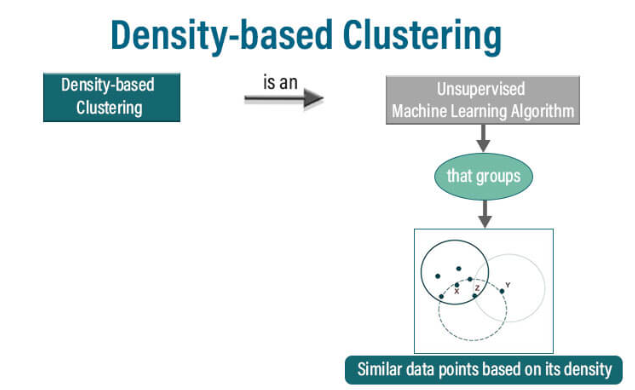 Density-based Clustering
Density-based
Clustering
is an
Unsupervised
Machine Learning Algorithm
that groups
X
Z
Y
Similar data points based on its density